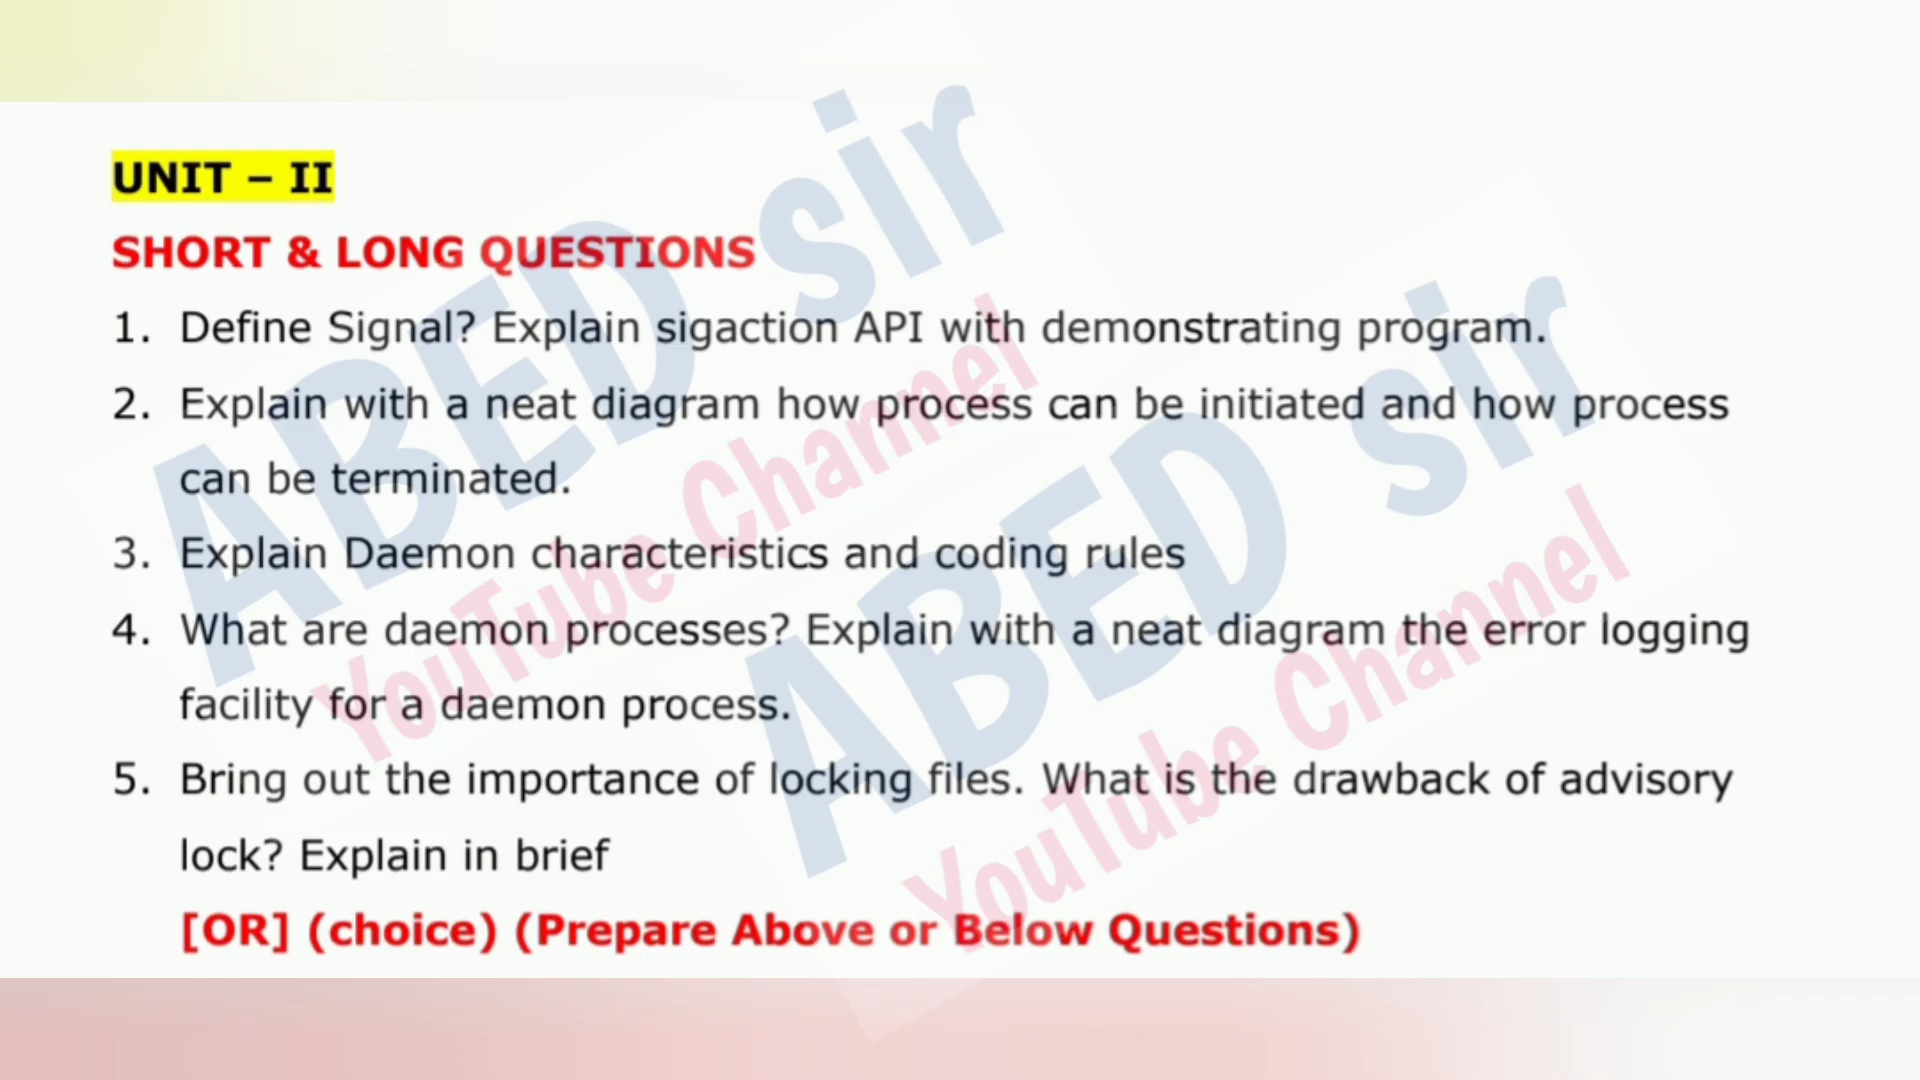 UNIT – II
SHORT & LONG QUESTIONS
1. Define Signal? Explain sigaction API with demonstrating program.
2. Explain with a neat diagram how process can be initiated and how process
can be terminated.
3. Explain Daemon characteristics and coding rules
4. What are daemon processes? Explain with a neat diagram the error logging
facility for a daemon process.
5. Bring out the importance of locking files. What is the drawback of advisory
lock? Explain in brief
[OR] (choice) (Prepare Above or Below Questions)
ABED sir
YouTube Channel
ABED sir
YouTube Channel